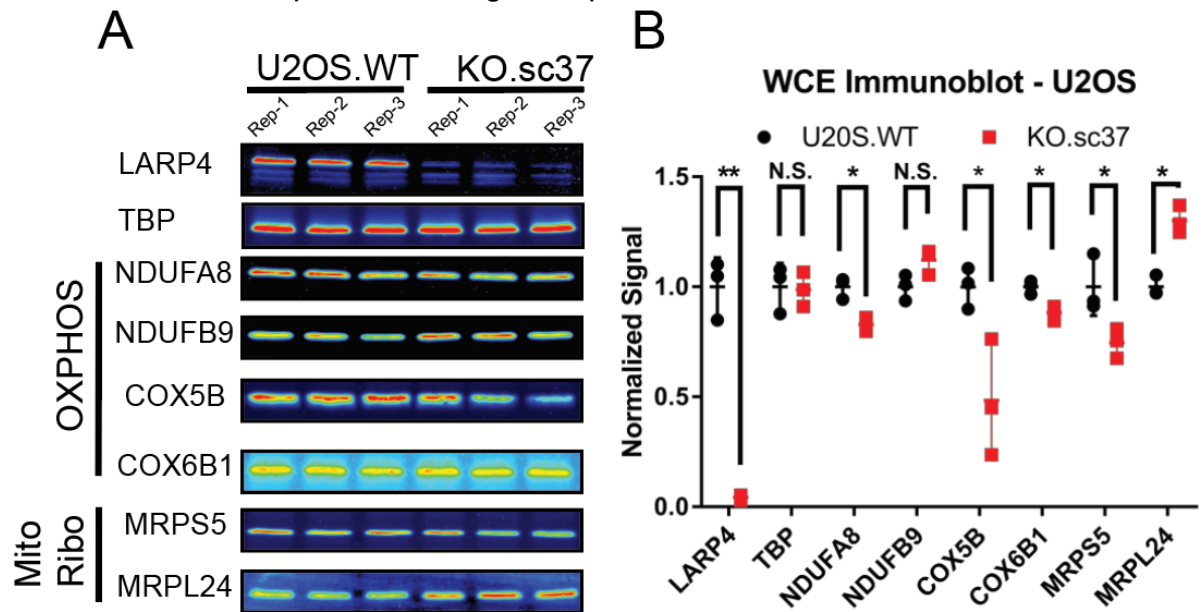 A
U2OS.WT KO.sc37
Rep-1 Rep-2 Rep-3 Rep-1 Rep-2 Rep-3
LARP4
TBP
OXPHOS
NDUFA8
NDUFB9
COX5B
COX6B1
Mito
Ribo
MRPS5
MRPL24
B
WCE Immunoblot - U2OS
U20S.WT KO.sc37
** N.S. * N.S. * * * *
Normalized Signal
1.5
1.0
0.5
0.0
LARP4 TBP NDUFA8 NDUFB9 COX5B COX6B1 MRPS5 MRPL24